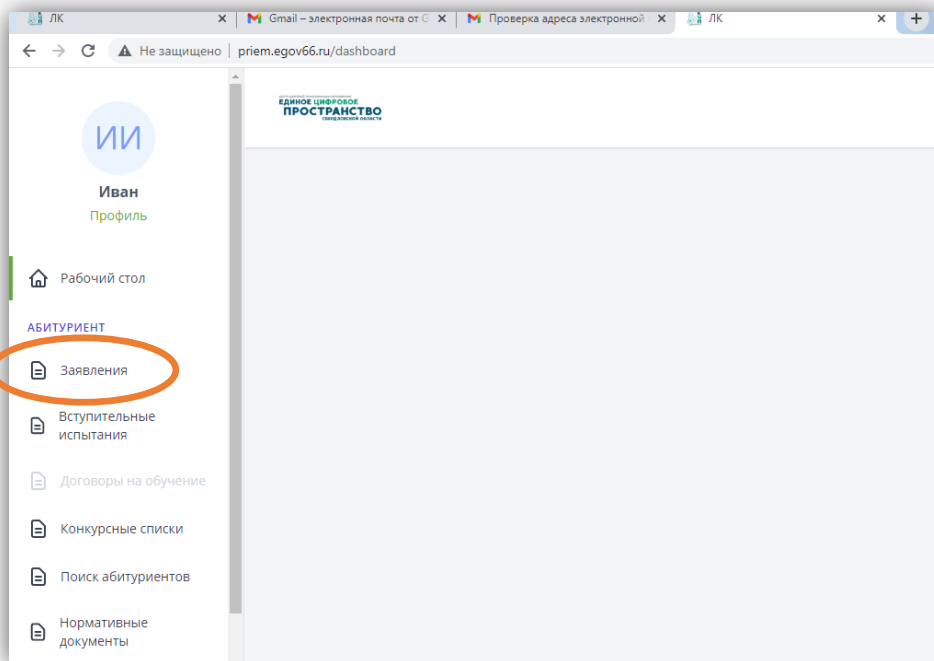 ЛК
Gmail – электронная почта от G
Проверка адреса электронной
ЛК
Не защищено
priem.egov66.ru/dashboard
ЕДИНОЕ ЦИФРОВОЕ
ПРОСТРАНСТВО
СВЕРДЛОВСКОЙ ОБЛАСТИ
ИИ
Иван
Профиль
Рабочий стол
АБИТУРИЕНТ
Заявления
Вступительные
испытания
Договоры на обучение
Конкурсные списки
Поиск абитуриентов
Нормативные
документы